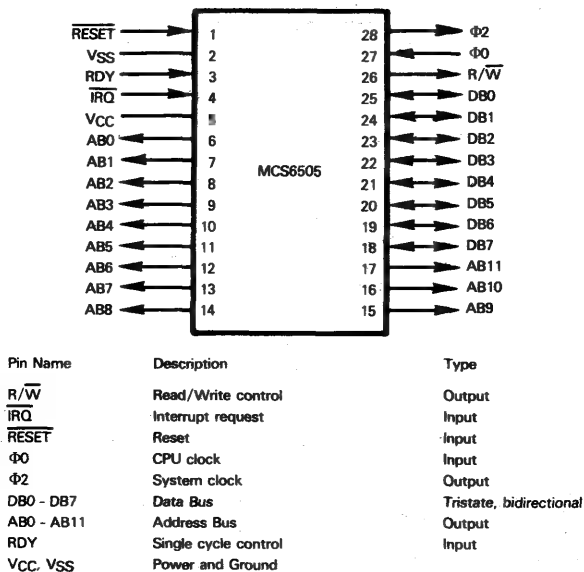 RESET 1 28 Φ2
VSS 2 27 Φ0
RDY 3 26 R/W
IRQ 4 25 DB0
VCC 5 24 DB1
AB0 6 23 DB2
AB1 7 22 DB3
MCS6505
AB2 8 21 DB4
AB3 9 20 DB5
AB4 10 19 DB6
AB5 11 18 DB7
AB6 12 17 AB11
AB7 13 16 AB10
AB8 14 15 AB9
Pin Name Description Type
R/W Read/Write control Output
IRQ Interrupt request Input
RESET Reset Input
Φ0 CPU clock Input
Φ2 System clock Output
DB0 - DB7 Data Bus Tristate, bidirectional
AB0 - AB11 Address Bus Output
RDY Single cycle control Input
VCC, VSS Power and Ground